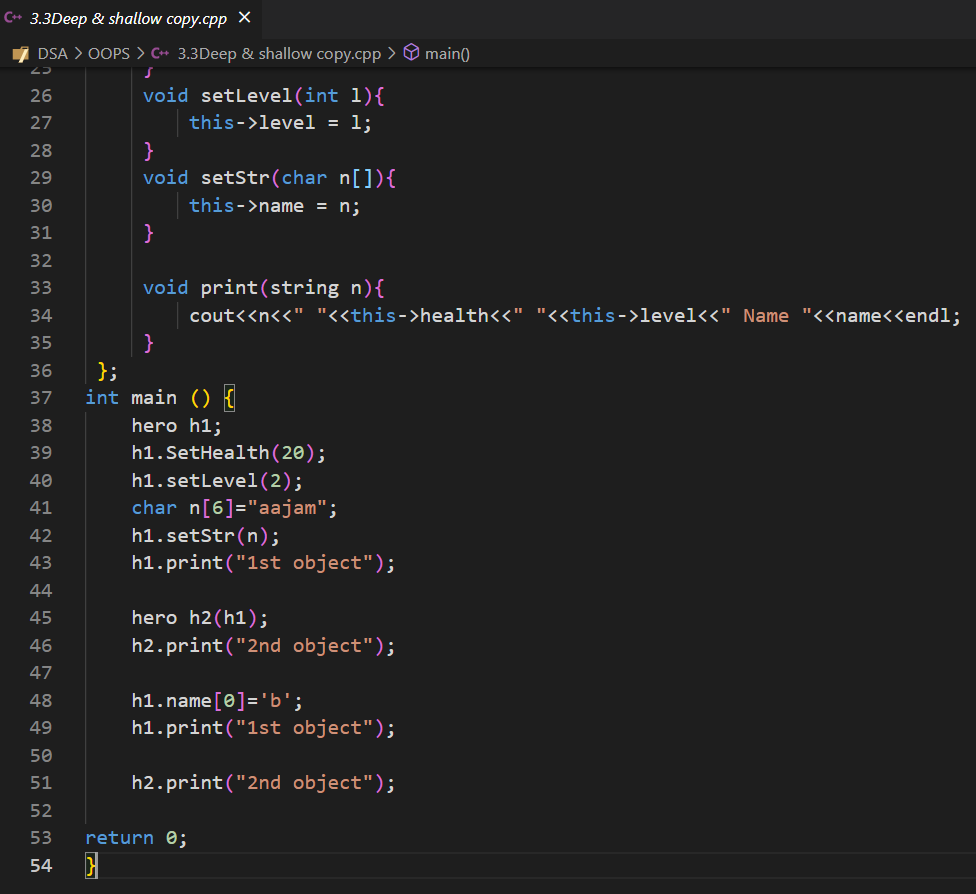 C++ 3.3Deep & shallow copy.cpp ×
DSA > OOPS > C++ 3.3Deep & shallow copy.cpp > main()
25 }
26 void setLevel(int l){
27 this->level = l;
28 }
29 void setStr(char n[]){
30 this->name = n;
31 }
32
33 void print(string n){
34 cout<<n<<" "<<this->health<<" "<<this->level<<" Name "<<name<<endl;
35 }
36 };
37 int main () {
38 hero h1;
39 h1.SetHealth(20);
40 h1.setLevel(2);
41 char n[6]="aajam";
42 h1.setStr(n);
43 h1.print("1st object");
44
45 hero h2(h1);
46 h2.print("2nd object");
47
48 h1.name[0]='b';
49 h1.print("1st object");
50
51 h2.print("2nd object");
52
53 return 0;
54 }